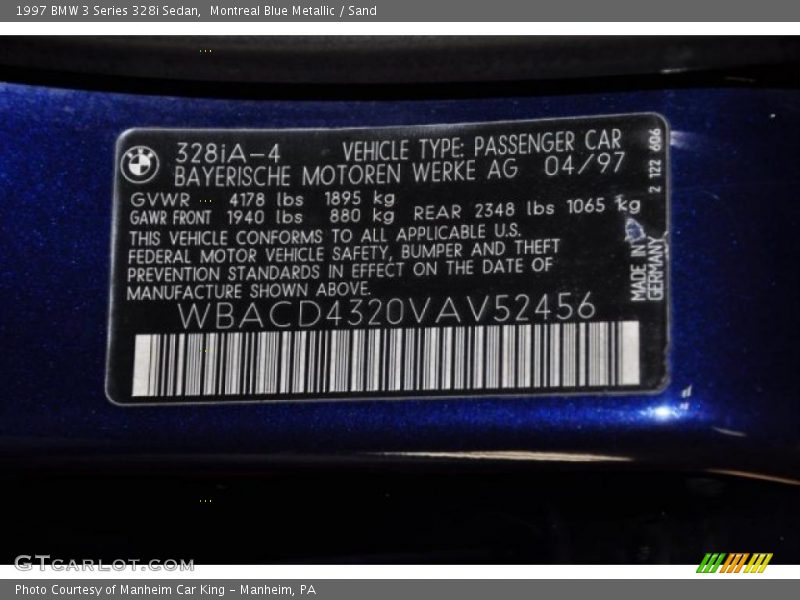 1997 BMW 3 Series 328i Sedan,  Montreal Blue Metallic / Sand
BMW
328iA-4 VEHICLE TYPE: PASSENGER CAR
BAYERISCHE MOTOREN WERKE AG 04/97
GVWR 4178 lbs 1895 kg
GAWR FRONT 1940 lbs 880 kg REAR 2348 lbs 1065 kg
THIS VEHICLE CONFORMS TO ALL APPLICABLE U.S.
FEDERAL MOTOR VEHICLE SAFETY, BUMPER AND THEFT
PREVENTION STANDARDS IN EFFECT ON THE DATE OF
MANUFACTURE SHOWN ABOVE.
WBACD4320VAV52456
2 122 606
MADE IN
GERMANY
GTCARLOT.COM
Photo Courtesy of Manheim Car King - Manheim, PA